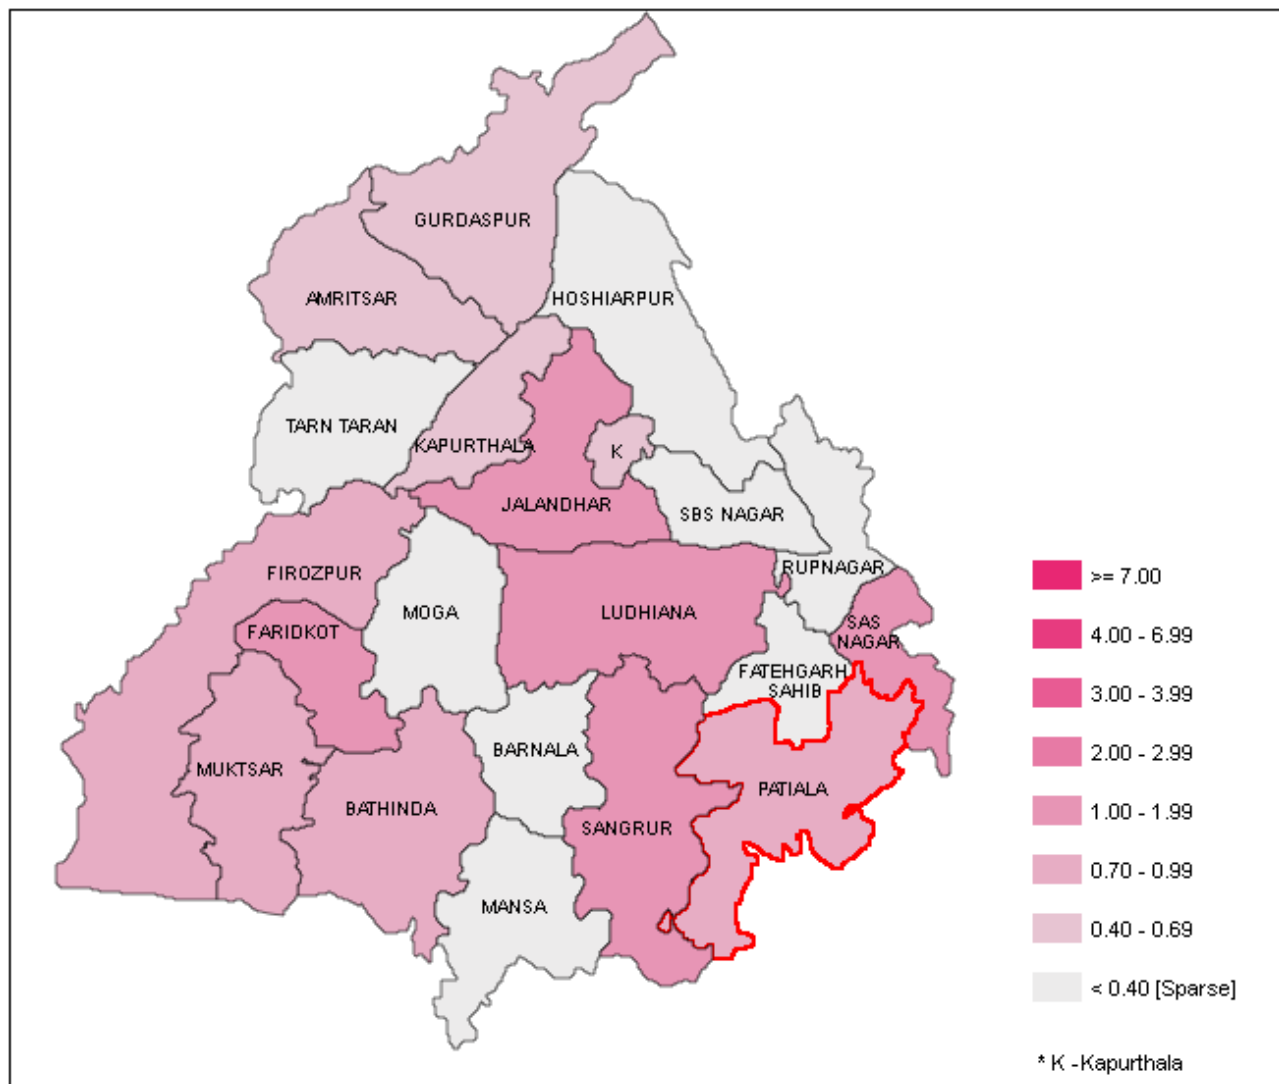 GURDASPUR
AMRITSAR
HOSHIARPUR
TARN TARAN
KAPURTHALA
K
JALANDHAR
SBS NAGAR
FIROZPUR
RUPNAGAR
MOGA
LUDHIANA
FARIDKOT
SAS
NAGAR
FATEHGARH
SAHIB
BARNALA
MUKTSAR
PATIALA
BATHINDA
SANGRUR
MANSA
>= 7.00
4.00 - 6.99
3.00 - 3.99
2.00 - 2.99
1.00 - 1.99
0.70 - 0.99
0.40 - 0.69
< 0.40 [Sparse]
* K -Kapurthala